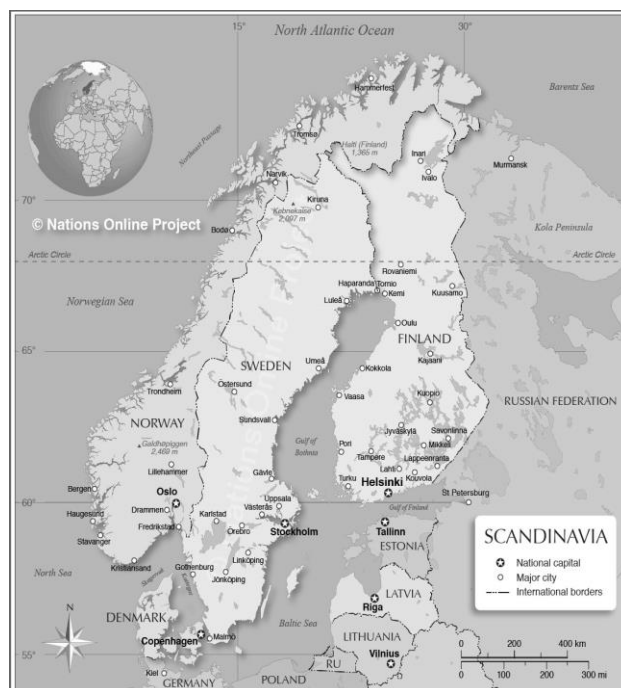 15°
30°
North Atlantic Ocean
Barents Sea
Hammerfest
Tromsø
Halti (Finland)
1,365 m
Northeast Passage
Inari
Ivalo
Murmansk
Narvik
Kiruna
70°
Kebnekaise
2,097 m
© Nations Online Project
Kola Peninsula
Bodø
Arctic Circle
Arctic Circle
Rovaniemi
Norwegian Sea
Haparanda
Tornio
Kemi
Kuusamo
Luleå
Oulu
FINLAND
65°
SWEDEN
Kajaani
Umeå
Kokkola
Trondheim
Östersund
Vaasa
Kuopio
RUSSIAN FEDERATION
NORWAY
Sundsvall
Jyväskylä
Savonlinna
Galdhøpiggen
2,469 m
Gulf of
Bothnia
Pori
Mikkeli
Tampere
Lappeenranta
Lillehammer
Lahti
Kouvola
Gävle
Bergen
Oslo
Turku
Helsinki
St Petersburg
60°
Uppsala
Drammen
Karlstad
Västerås
Gulf of Finland
Haugesund
Fredrikstad
Örebro
Stockholm
Tallinn
Stavanger
ESTONIA
Linköping
Kristiansand
Skagerrak
Gothenburg
Jönköping
North Sea
LATVIA
Riga
DENMARK
Baltic Sea
Copenhagen
Malmö
LITHUANIA
RU
Vilnius
55°
Kiel
GERMANY
POLAND
N
SCANDINAVIA
National capital
Major city
International borders
0 200 400 km
0 100 200 300 mi